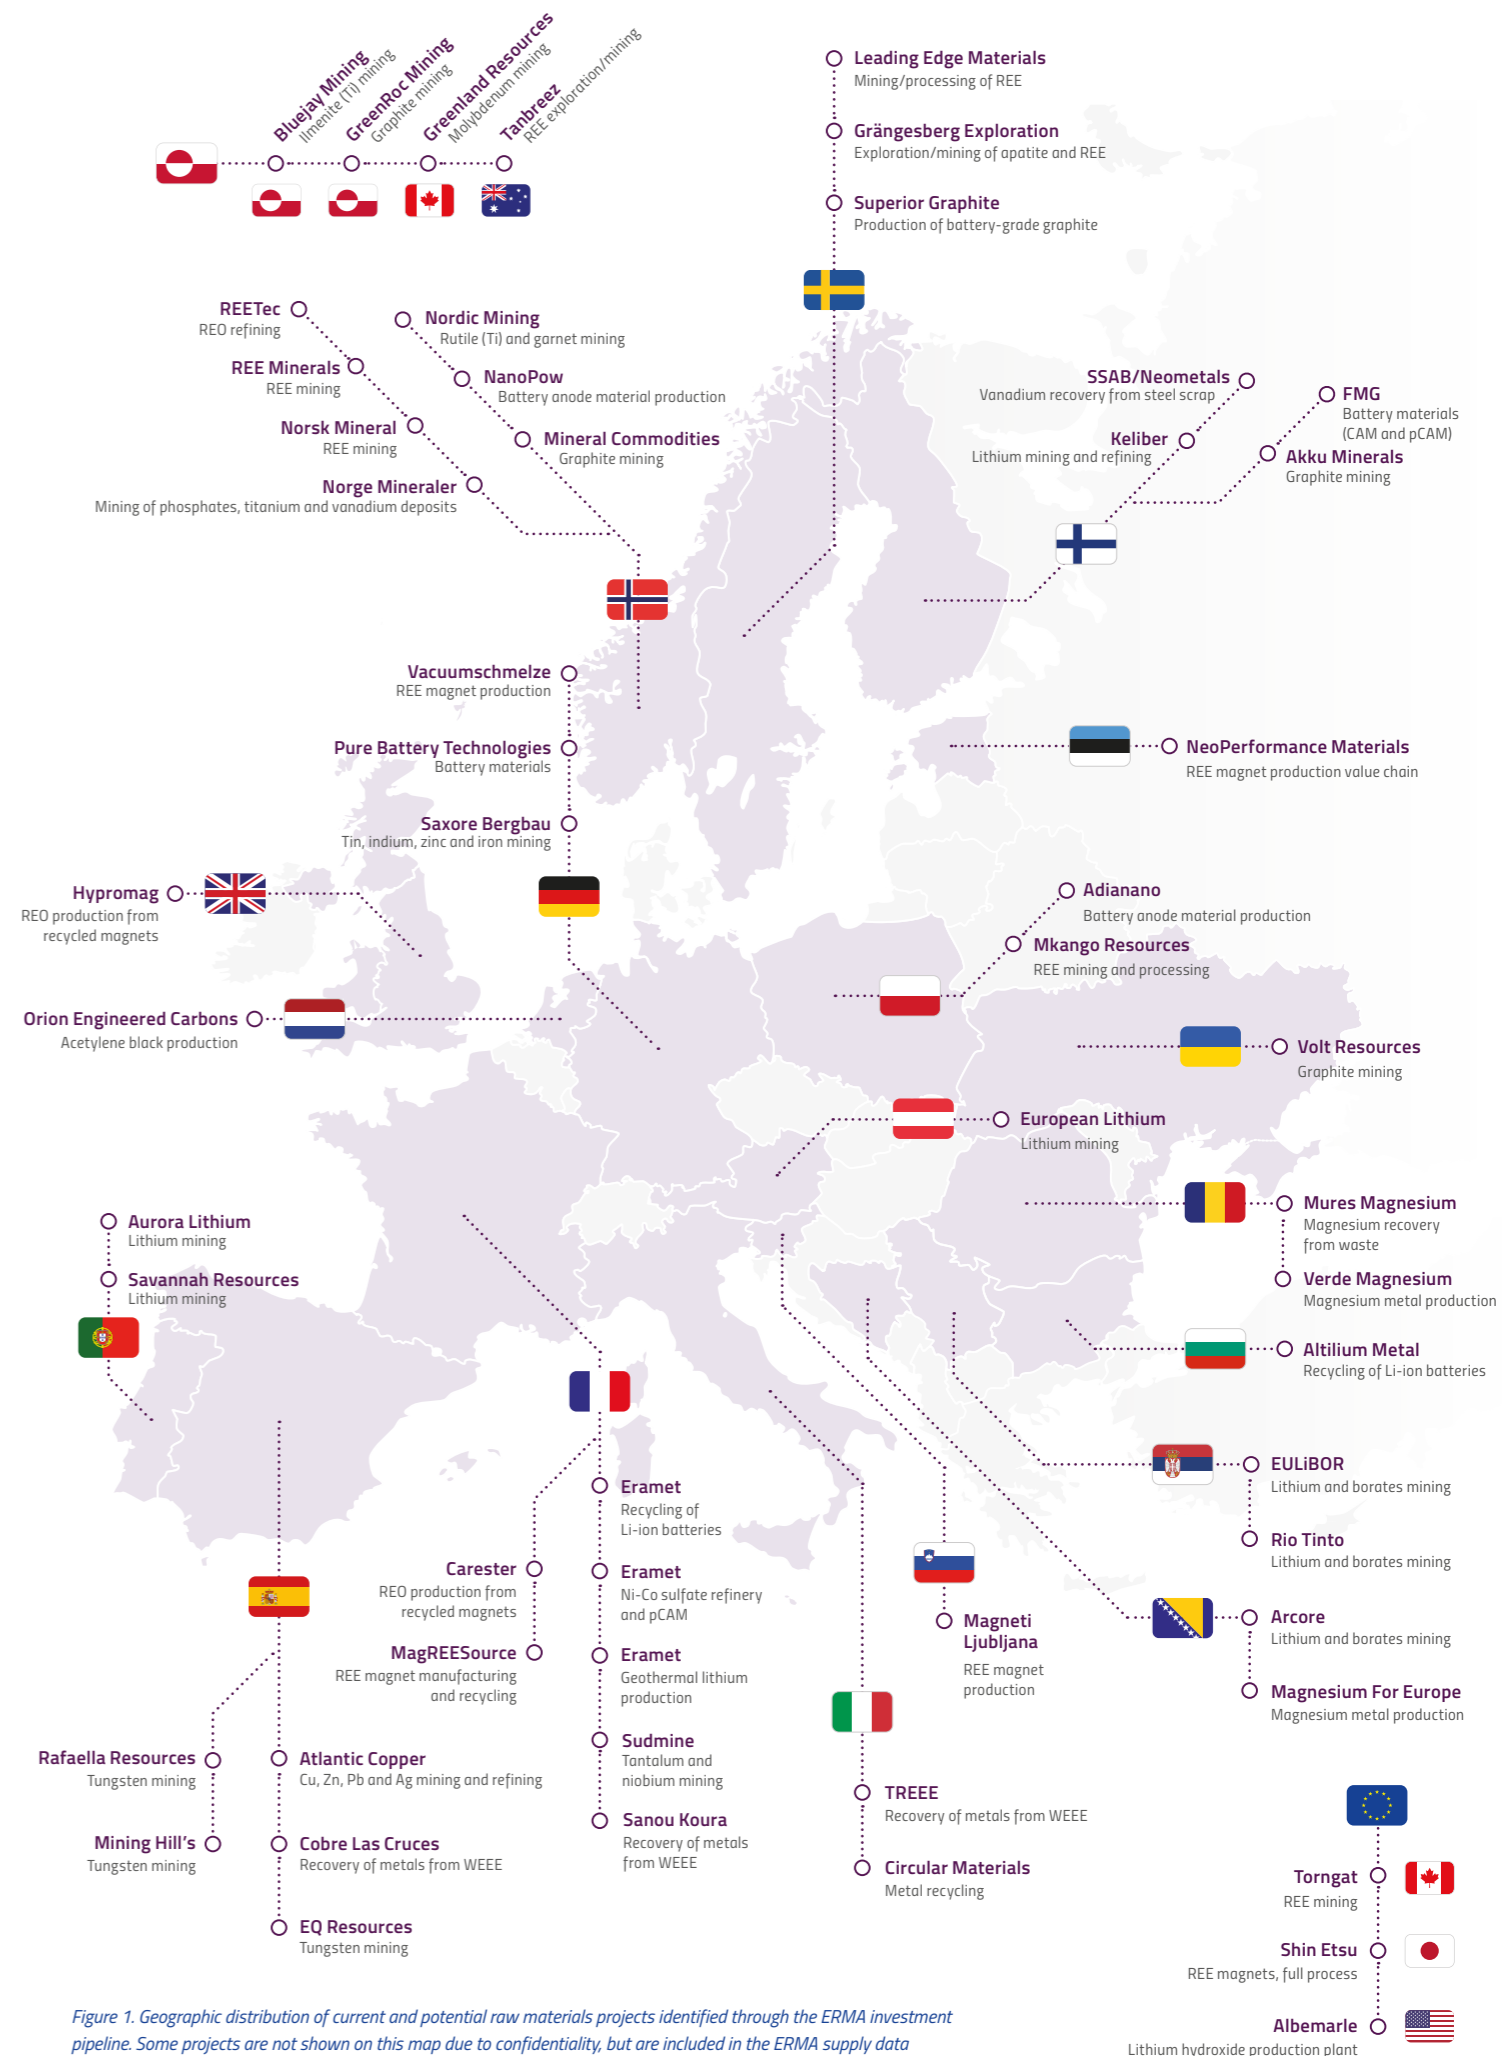 Bluejay Mining
Ilmenite (Ti) mining
GreenRoc Mining
Graphite mining
Greenland Resources
Molybdenum mining
Tanbreez
REE exploration/mining
Leading Edge Materials
Mining/processing of REE
Grängesberg Exploration
Exploration/mining of apatite and REE
Superior Graphite
Production of battery-grade graphite
REETec
REO refining
REE Minerals
REE mining
Norsk Mineral
REE mining
Norge Mineraler
Mining of phosphates, titanium and vanadium deposits
Nordic Mining
Rutile (Ti) and garnet mining
NanoPow
Battery anode material production
Mineral Commodities
Graphite mining
SSAB/Neometals
Vanadium recovery from steel scrap
Keliber
Lithium mining and refining
FMG
Battery materials
(CAM and pCAM)
Akku Minerals
Graphite mining
Vacuumschmelze
REE magnet production
Pure Battery Technologies
Battery materials
Saxore Bergbau
Tin, indium, zinc and iron mining
NeoPerformance Materials
REE magnet production value chain
Hypromag
REO production from
recycled magnets
Adianano
Battery anode material production
Mkango Resources
REE mining and processing
Orion Engineered Carbons
Acetylene black production
Volt Resources
Graphite mining
European Lithium
Lithium mining
Mures Magnesium
Magnesium recovery
from waste
Verde Magnesium
Magnesium metal production
Aurora Lithium
Lithium mining
Savannah Resources
Lithium mining
Altilium Metal
Recycling of Li-ion batteries
EULiBOR
Lithium and borates mining
Rio Tinto
Lithium and borates mining
Eramet
Recycling of
Li-ion batteries
Eramet
Ni-Co sulfate refinery
and pCAM
Eramet
Geothermal lithium
production
Sudmine
Tantalum and
niobium mining
Sanou Koura
Recovery of metals
from WEEE
Carester
REO production from
recycled magnets
MagREESource
REE magnet manufacturing
and recycling
Magneti
Ljubljana
REE magnet
production
Arcore
Lithium and borates mining
Magnesium For Europe
Magnesium metal production
Rafaella Resources
Tungsten mining
Mining Hill's
Tungsten mining
Atlantic Copper
Cu, Zn, Pb and Ag mining and refining
Cobre Las Cruces
Recovery of metals from WEEE
EQ Resources
Tungsten mining
TREEE
Recovery of metals from WEEE
Circular Materials
Metal recycling
Torngat
REE mining
Shin Etsu
REE magnets, full process
Albemarle
Lithium hydroxide production plant
Figure 1. Geographic distribution of current and potential raw materials projects identified through the ERMA investment
pipeline. Some projects are not shown on this map due to confidentiality, but are included in the ERMA supply data